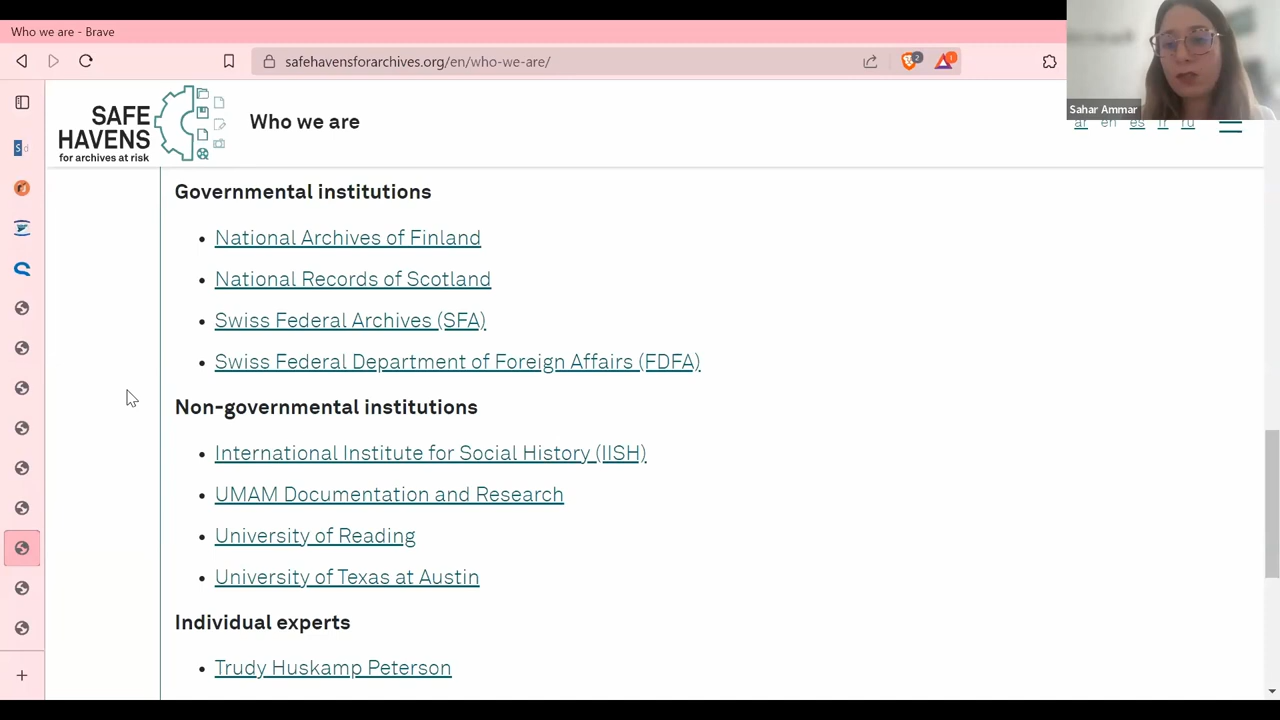 Who we are - Brave
safehavensforarchives.org/en/who-we-are/
2
1
Sahar Ammar
SAFE
HAVENS
for archives at risk
Who we are
ar en es fr ru
Governmental institutions
National Archives of Finland
National Records of Scotland
Swiss Federal Archives (SFA)
Swiss Federal Department of Foreign Affairs (FDFA)
Non-governmental institutions
International Institute for Social History (IISH)
UMAM Documentation and Research
University of Reading
University of Texas at Austin
Individual experts
Trudy Huskamp Peterson